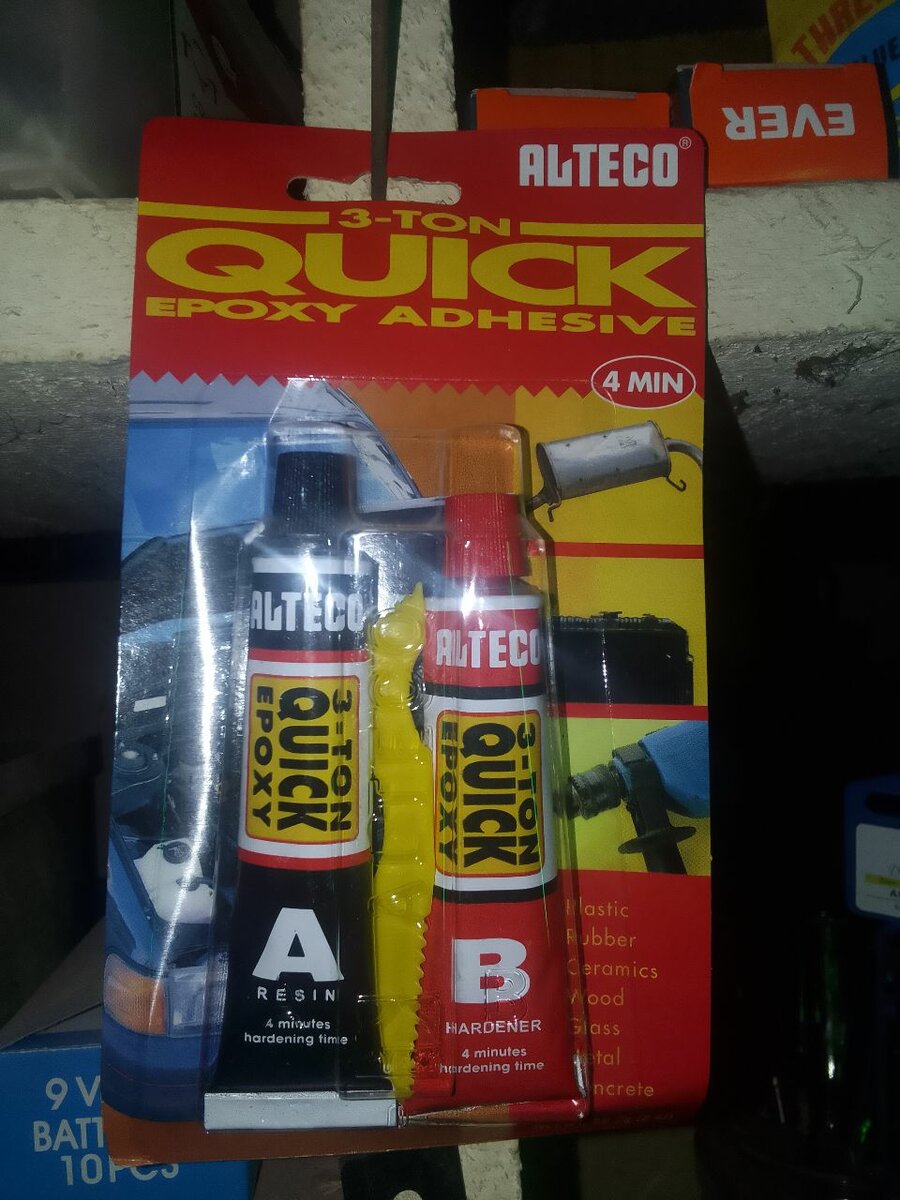 THREE
EVER
ALTECO®
3-TON
QUICK
EPOXY ADHESIVE
4 MIN
ALTECO
3-TON
QUICK
EPOXY
A
RESIN
4 minutes
hardening time
ALTECO
3-TON
QUICK
EPOXY
B
HARDENER
4 minutes
hardening time
Plastic
Rubber
Ceramics
Wood
Glass
Metal
Concrete
9 V
BATT
10PCS